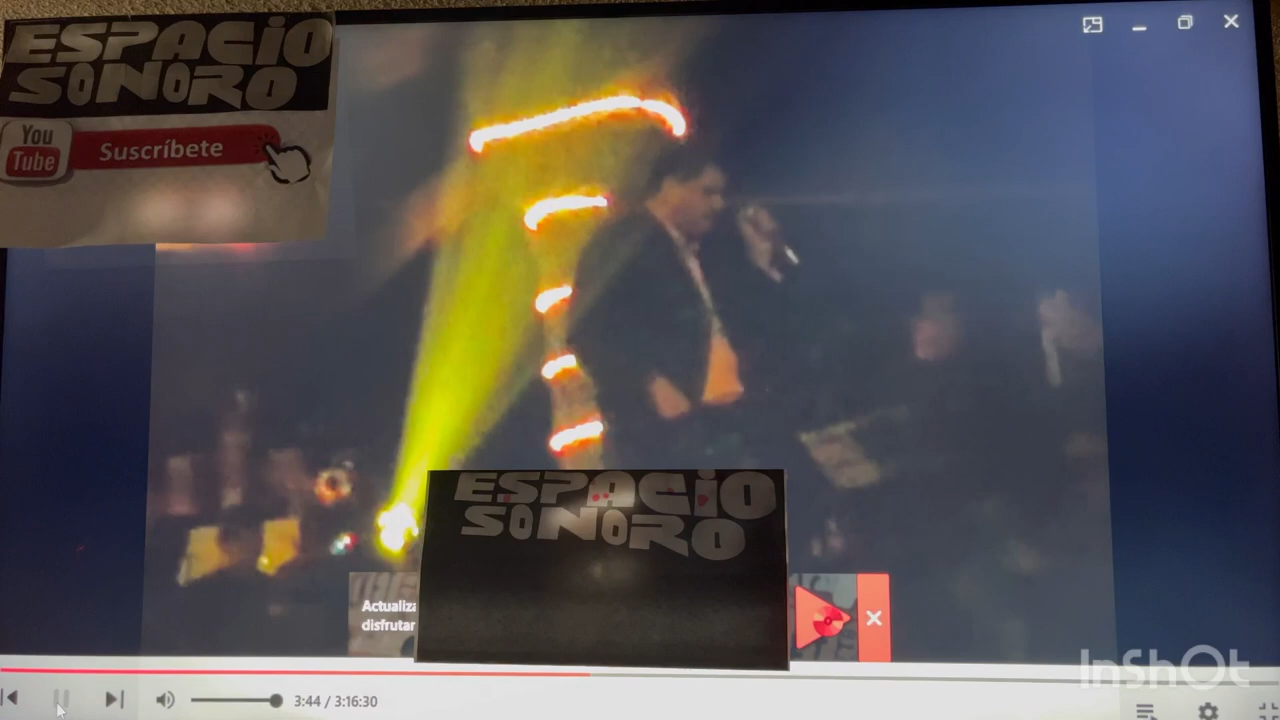 ESPACIO
SONORO
You
Tube
Suscríbete
ESPACIO
SONORO
Actualiza
disfrutar
3:44 / 3:16:30
InShOt